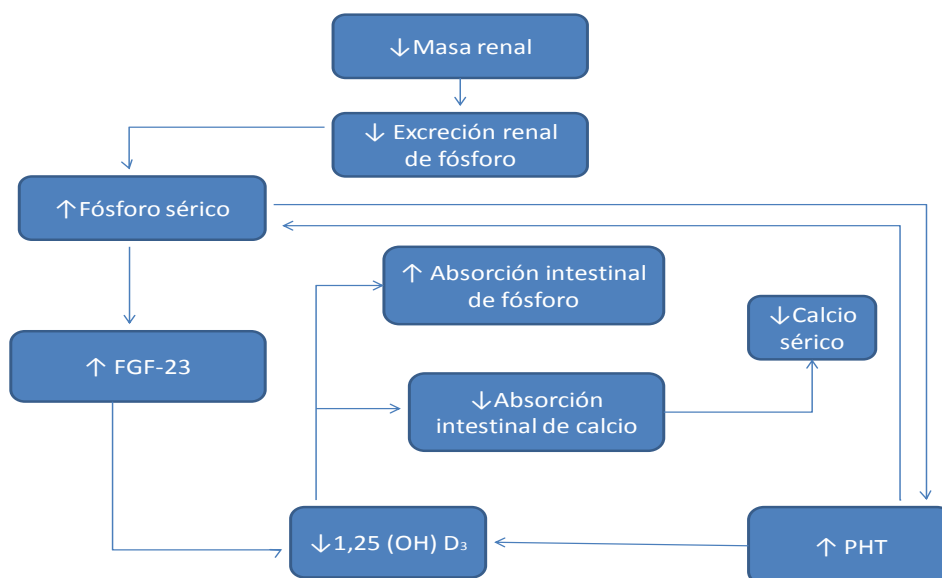 ↓Masa renal
↓ Excreción renal
de fósforo
↑Fósforo sérico
↑ Absorción intestinal
de fósforo
↓Calcio
sérico
↑ FGF-23
↓Absorción
intestinal de calcio
↓1,25 (OH) D₃
↑ PHT